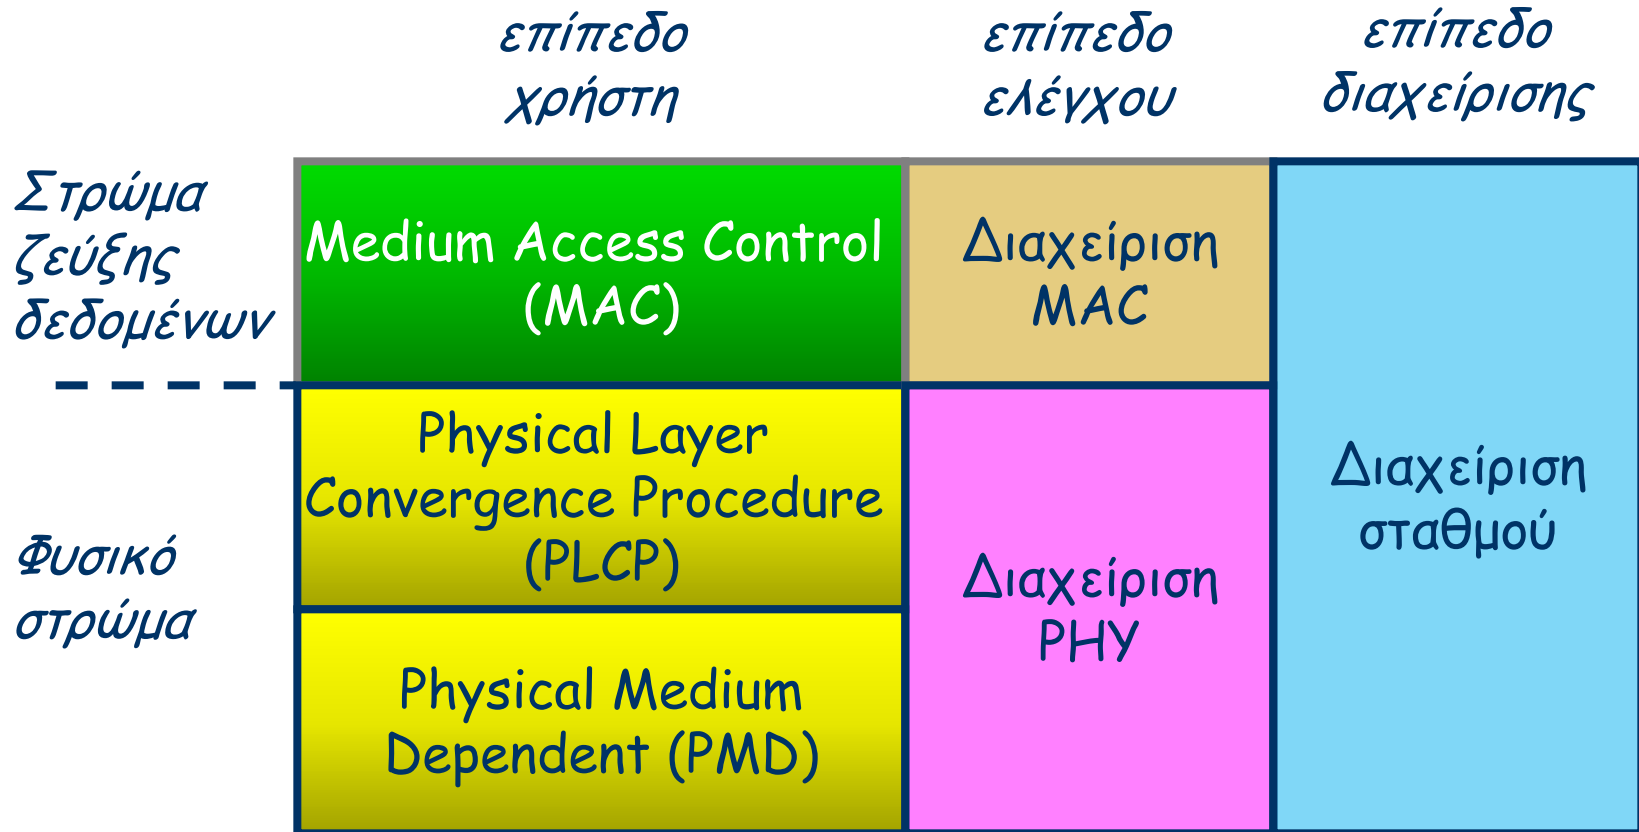 επίπεδο
χρήστη
επίπεδο
ελέγχου
επίπεδο
διαχείρισης
Στρώμα
ζεύξης
δεδομένων
Medium Access Control
(MAC)
Διαχείριση
MAC
Physical Layer
Convergence Procedure
(PLCP)
Διαχείριση
σταθμού
Φυσικό
στρώμα
Διαχείριση
PHY
Physical Medium
Dependent (PMD)